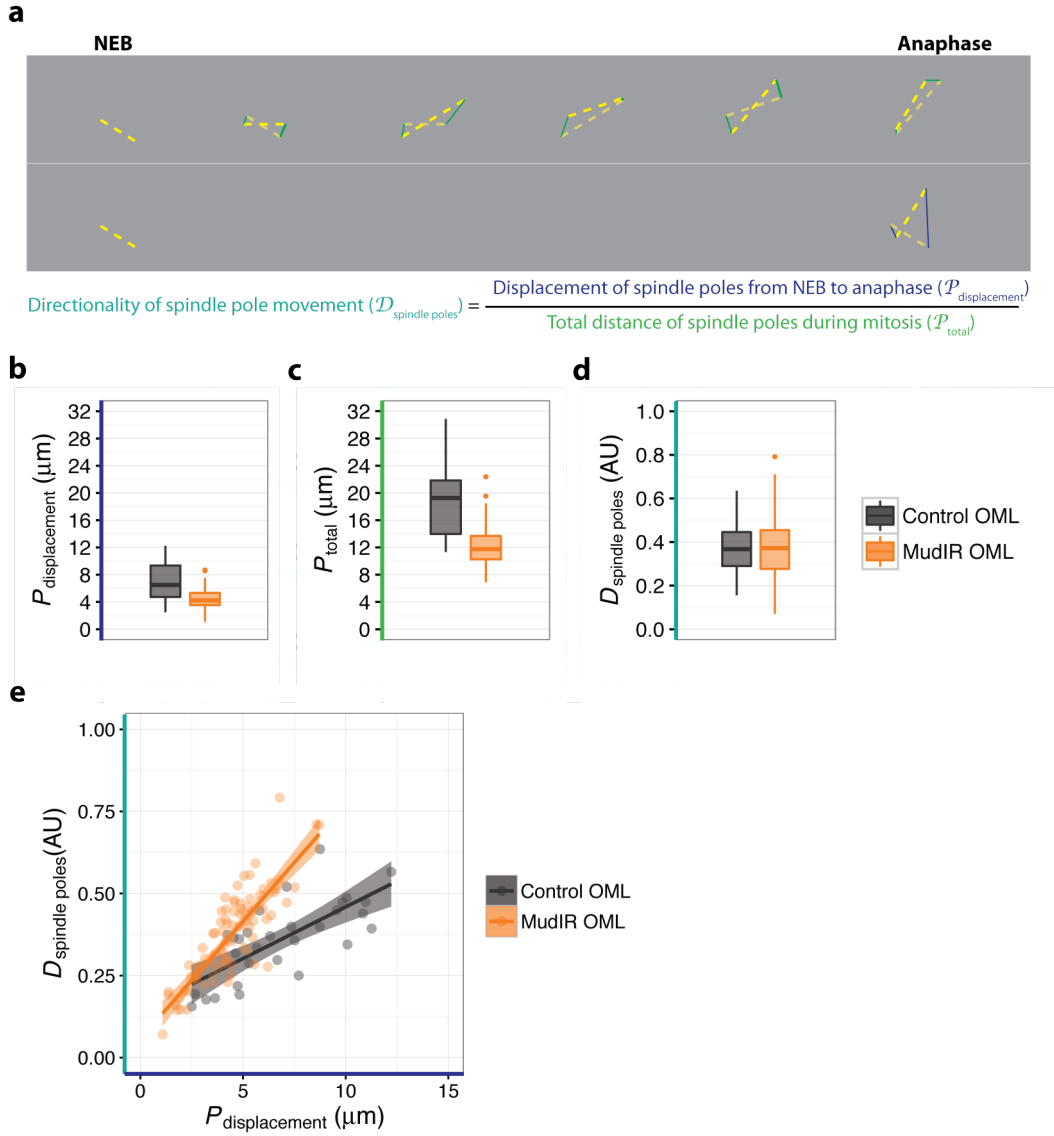 a
NEB Anaphase
Directionality of spindle pole movement (𝒟spindle poles) = Displacement of spindle poles from NEB to anaphase (𝒫displacement)
Total distance of spindle poles during mitosis (𝒫total)
b
32
28
24
20
16
12
8
4
0
Pdisplacement (μm)
c
32
28
24
20
16
12
8
4
0
Ptotal (μm)
d
1.0
0.8
0.6
0.4
0.2
0.0
Dspindle poles (AU)
Control OML
MudIR OML
e
1.00
0.75
0.50
0.25
0.00
Dspindle poles(AU)
0 5 10 15
Pdisplacement (μm)
Control OML
MudIR OML